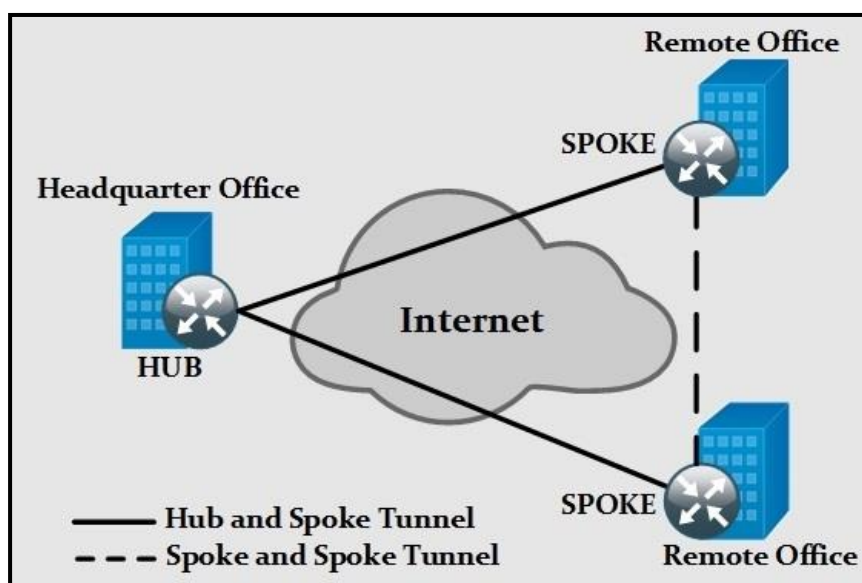 Remote Office
SPOKE
Headquarter Office
Internet
HUB
SPOKE
Hub and Spoke Tunnel
Spoke and Spoke Tunnel
Remote Office